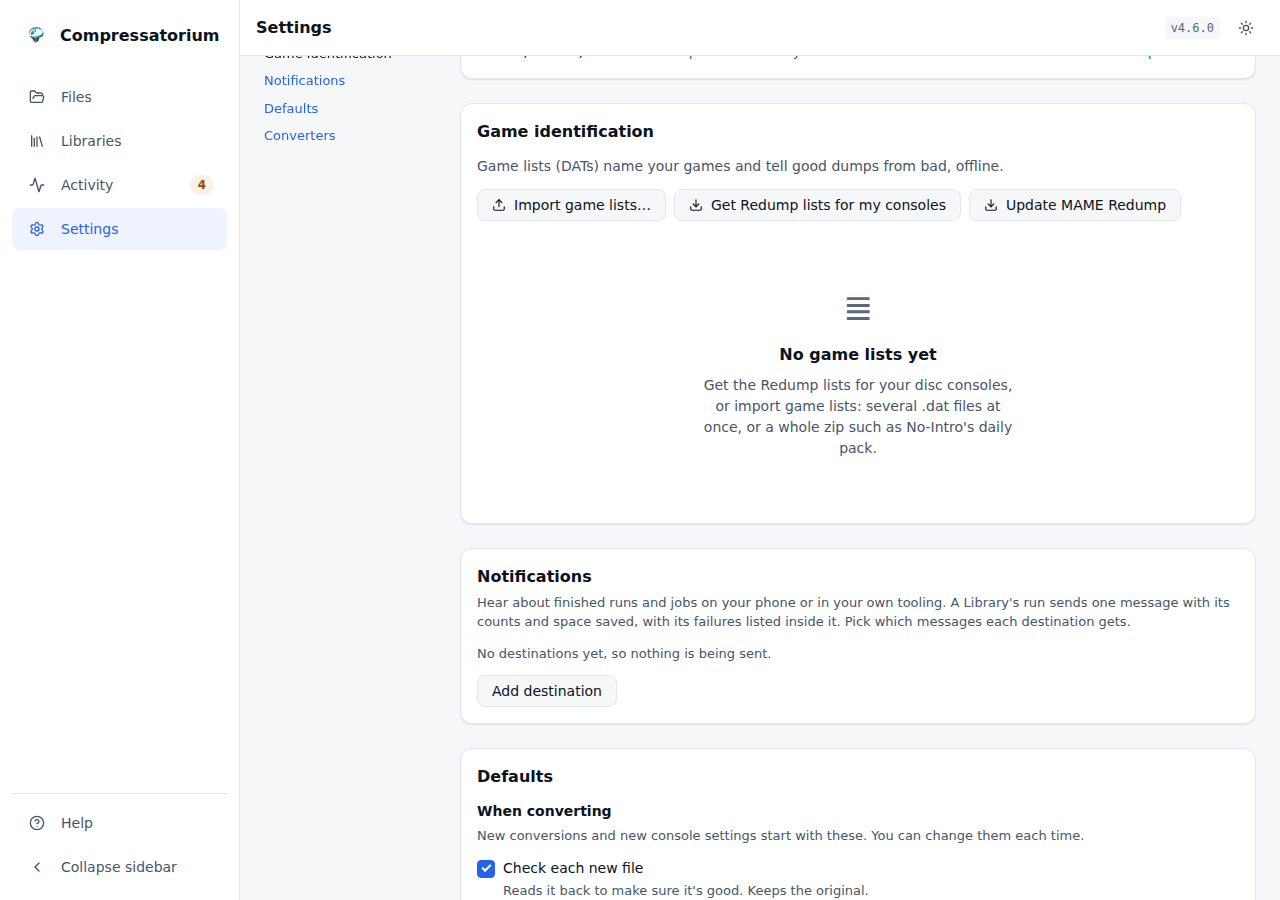 Compressatorium
Settings
v4.6.0
Files
Libraries
Activity
4
Settings
Help
Collapse sidebar
Game identification
Notifications
Defaults
Converters
Game identification
Game lists (DATs) name your games and tell good dumps from bad, offline.
Import game lists…
Get Redump lists for my consoles
Update MAME Redump
No game lists yet
Get the Redump lists for your disc consoles,
or import game lists: several .dat files at
once, or a whole zip such as No-Intro's daily
pack.
Notifications
Hear about finished runs and jobs on your phone or in your own tooling. A Library's run sends one message with its
counts and space saved, with its failures listed inside it. Pick which messages each destination gets.
No destinations yet, so nothing is being sent.
Add destination
Defaults
When converting
New conversions and new console settings start with these. You can change them each time.
Check each new file
Reads it back to make sure it's good. Keeps the original.